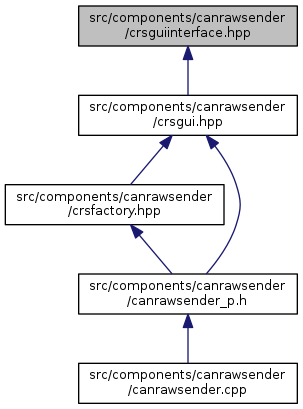 src/components/canrawsender
/crsguiinterface.hpp
src/components/canrawsender
/crsgui.hpp
src/components/canrawsender
/crsfactory.hpp
src/components/canrawsender
/canrawsender_p.h
src/components/canrawsender
/canrawsender.cpp